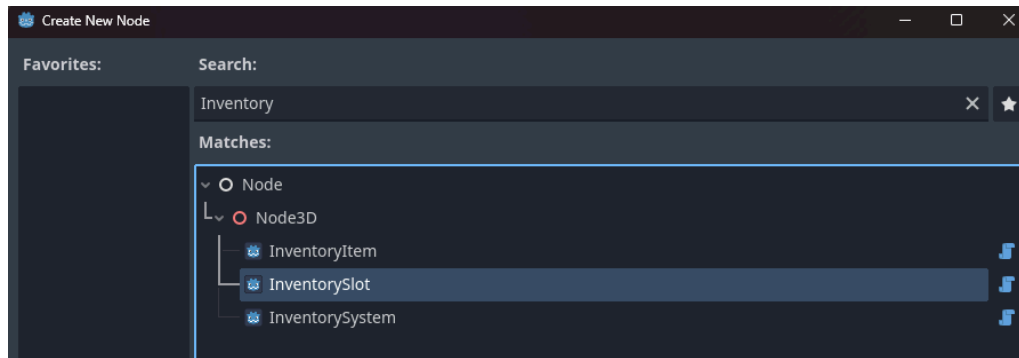 Create New Node
Favorites:
Search:
Inventory
Matches:
Node
Node3D
InventoryItem
InventorySlot
InventorySystem